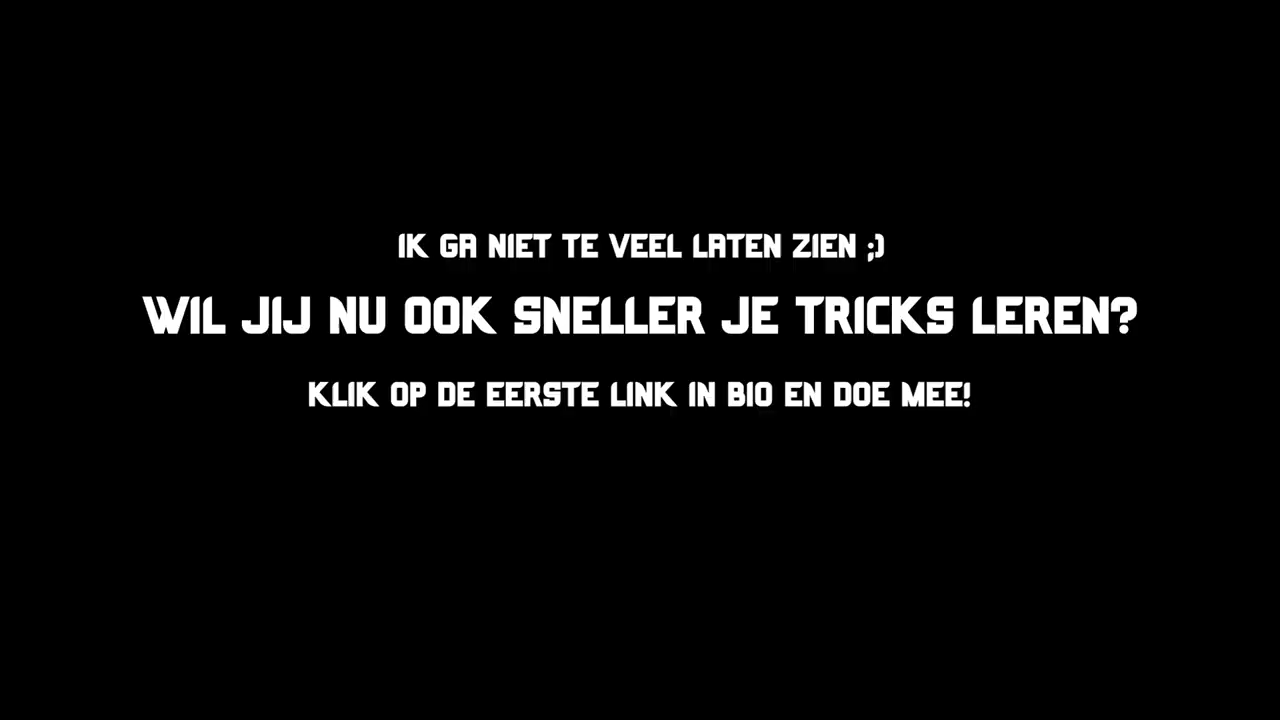 IK GA NIET TE VEEL LATEN ZIEN ;)
WIL JIJ NU OOK SNELLER JE TRICKS LEREN?
KLIK OP DE EERSTE LINK IN BIO EN DOE MEE!